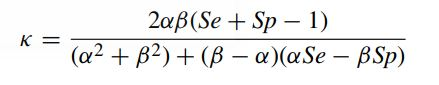 κ = 2αβ(Se + Sp − 1) / (α² + β²) + (β − α)(αSe − βSp)